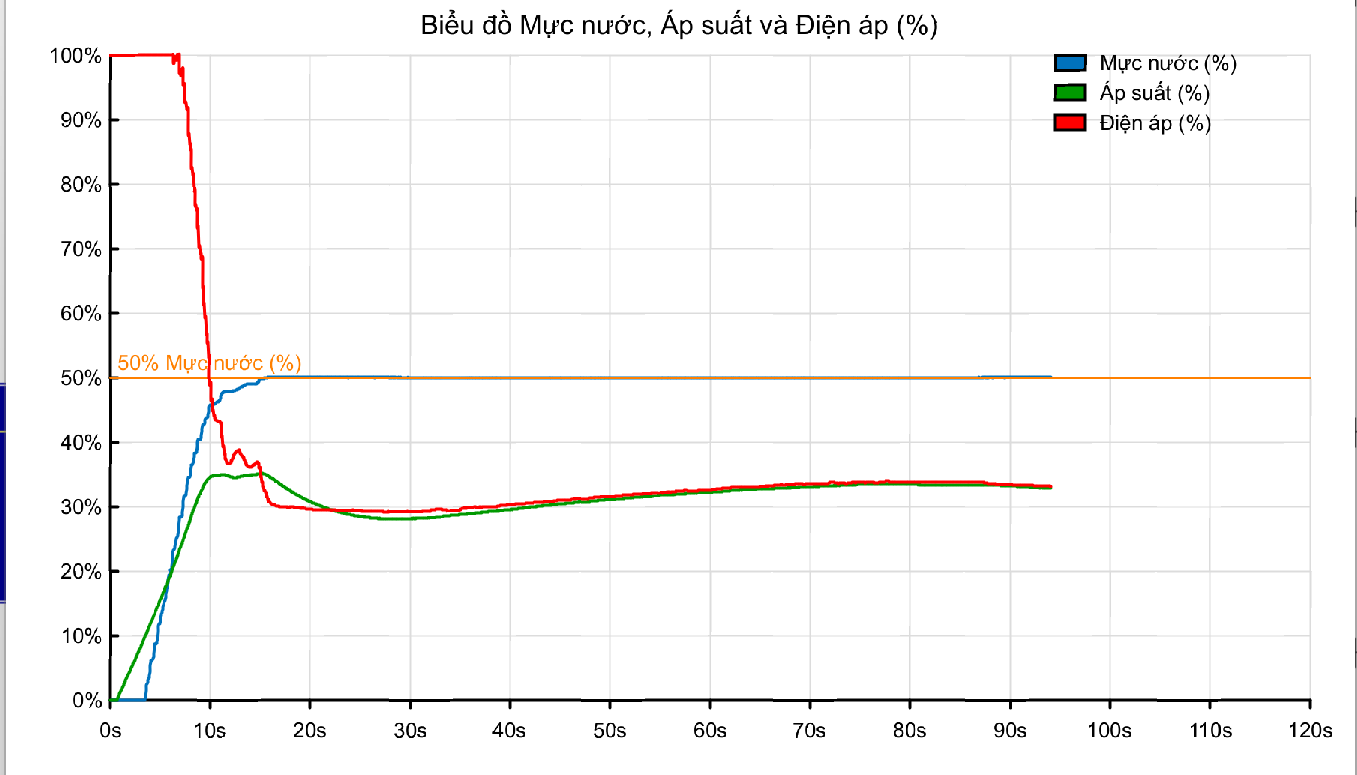 Biểu đồ Mực nước, Áp suất và Điện áp (%)
100%
Mực nước (%)
Áp suất (%)
90%
Điện áp (%)
80%
70%
60%
50% Mực nước (%)
50%
40%
30%
20%
10%
0%
0s 10s 20s 30s 40s 50s 60s 70s 80s 90s 100s 110s 120s